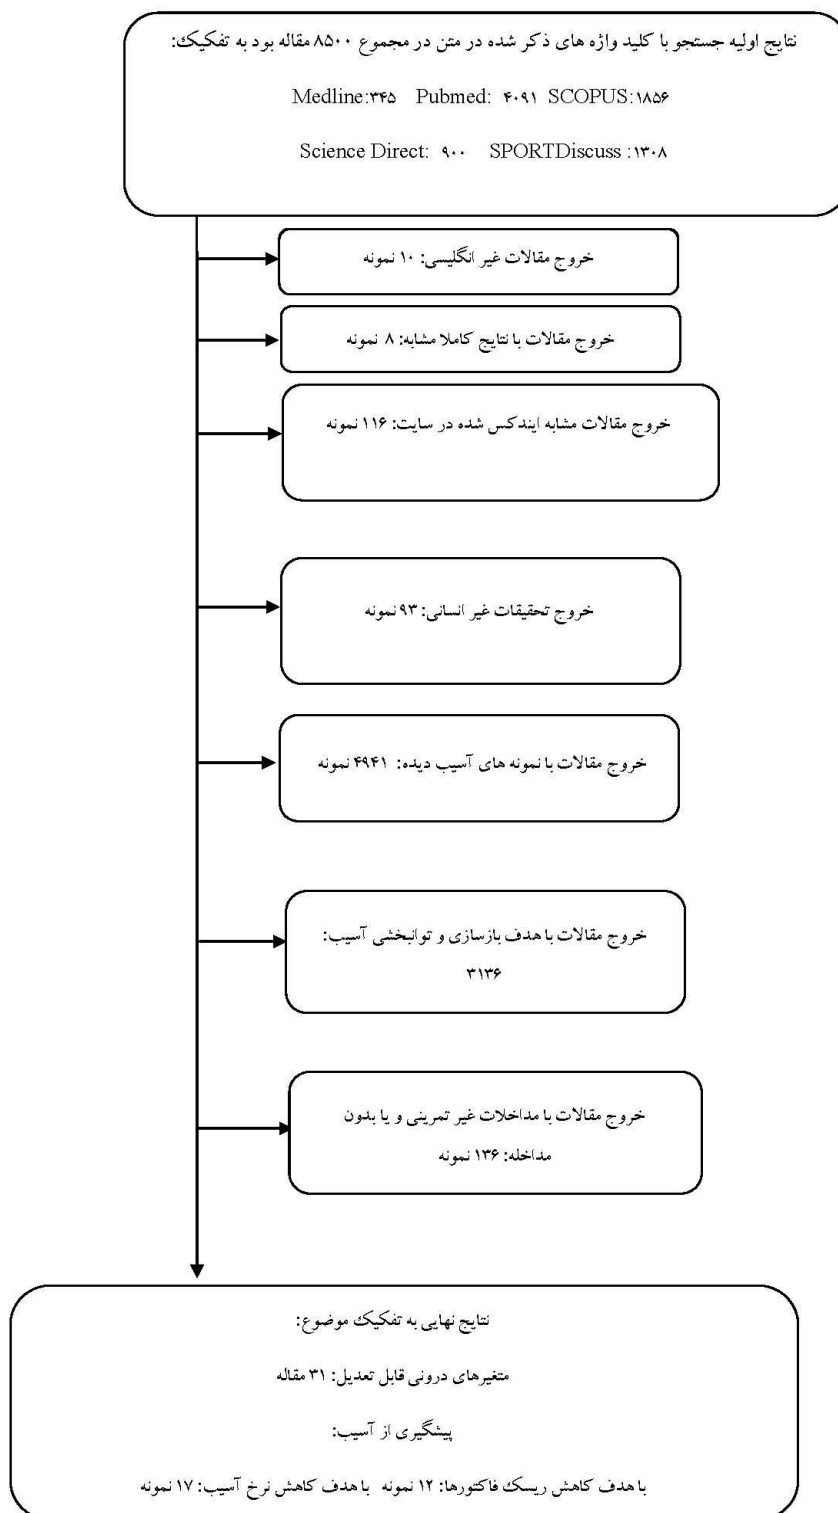 نتایج اولیه جستجو با کلید واژه های ذکر شده در متن در مجموع ۸۵۰۰ مقاله بود به تفکیک:
Medline:۳۴۵ Pubmed: ۴۰۹۱ SCOPUS:۱۸۵۶
Science Direct: ۹۰۰ SPORTDiscuss :۱۳۰۸
خروج مقالات غیر انگلیسی: ۱۰ نمونه
خروج مقالات با نتایج کاملا مشابه: ۸ نمونه
خروج مقالات مشابه ایندکس شده در سایت: ۱۱۶ نمونه
خروج تحقیقات غیر انسانی: ۹۳ نمونه
خروج مقالات با نمونه های آسیب دیده: ۴۹۴۱ نمونه
خروج مقالات با هدف بازسازی و توانبخشی آسیب:
۳۱۳۶
خروج مقالات با مداخلات غیر تمرینی و یا بدون
مداخله: ۱۳۶ نمونه
نتایج نهایی به تفکیک موضوع:
متغیرهای درونی قابل تعدیل: ۳۱ مقاله
پیشگیری از آسیب:
با هدف کاهش ریسک فاکتورها: ۱۲ نمونه با هدف کاهش نرخ آسیب: ۱۷ نمونه